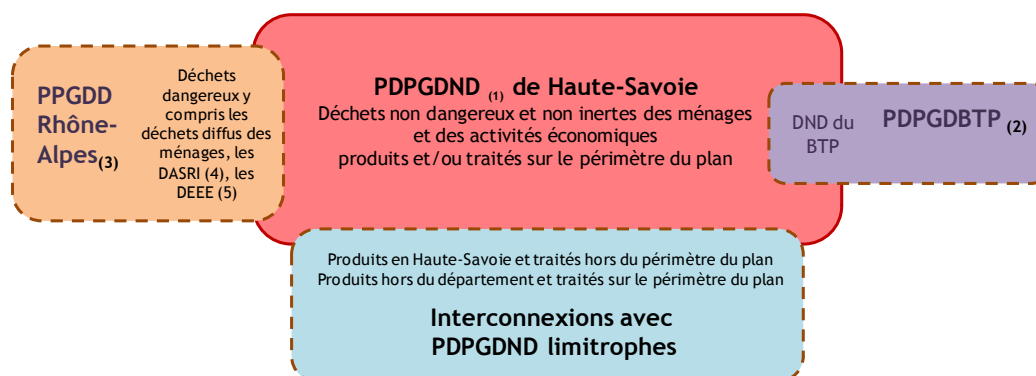 PPGDD
Rhône-
Alpes(3)
Déchets
dangereux y
compris les
déchets diffus des
ménages, les
DASRI (4), les
DEEE (5)
PDPGDND (1) de Haute-Savoie
Déchets non dangereux et non inertes des ménages
et des activités économiques
produits et/ou traités sur le périmètre du plan
DND du
BTP
PDPGDBTP (2)
Produits en Haute-Savoie et traités hors du périmètre du plan
Produits hors du département et traités sur le périmètre du plan
Interconnexions avec
PDPGDND limitrophes